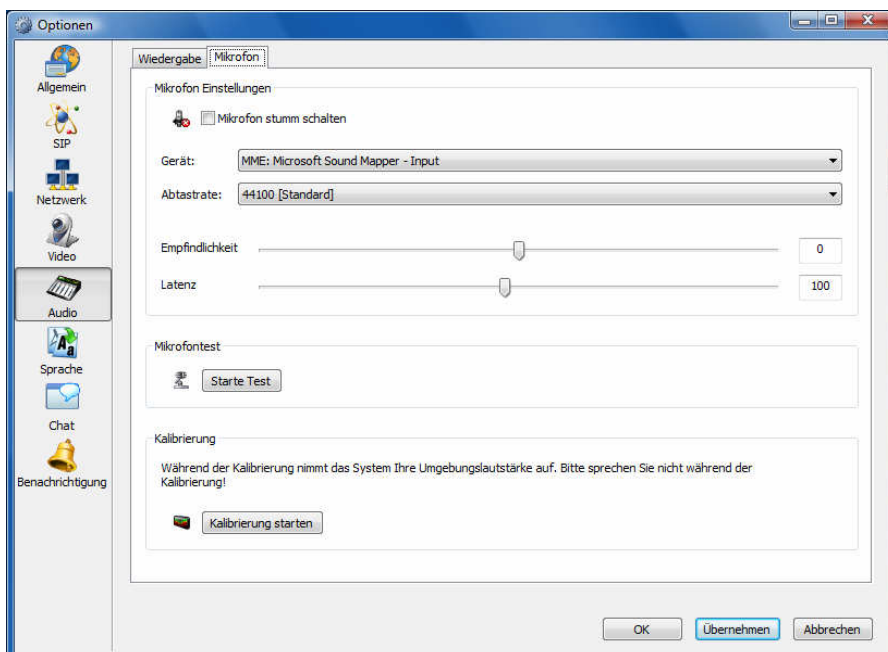 Optionen
Allgemein
SIP
Netzwerk
Video
Audio
Sprache
Chat
Benachrichtigung
Wiedergabe Mikrofon
Mikrofon Einstellungen
Mikrofon stumm schalten
Gerät: MME: Microsoft Sound Mapper - Input
Abtastrate: 44100 [Standard]
Empfindlichkeit 0
Latenz 100
Mikrofontest
Starte Test
Kalibrierung
Während der Kalibrierung nimmt das System Ihre Umgebungslautstärke auf. Bitte sprechen Sie nicht während der
Kalibrierung!
Kalibrierung starten
OK Übernehmen Abbrechen